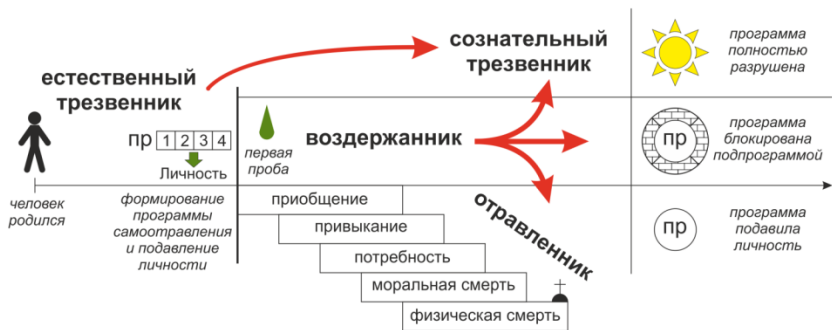 естественный
трезвенник
сознательный
трезвенник
программа
полностью
разрушена
пр 1 2 3 4
Личность
первая
проба
воздержанник
пр
программа
блокирована
подпрограммой
человек
родился
формирование
программы
самоотравления
и подавление
личности
приобщение
привыкание
потребность
моральная смерть
физическая смерть
отравленник
пр
программа
подавила
личность